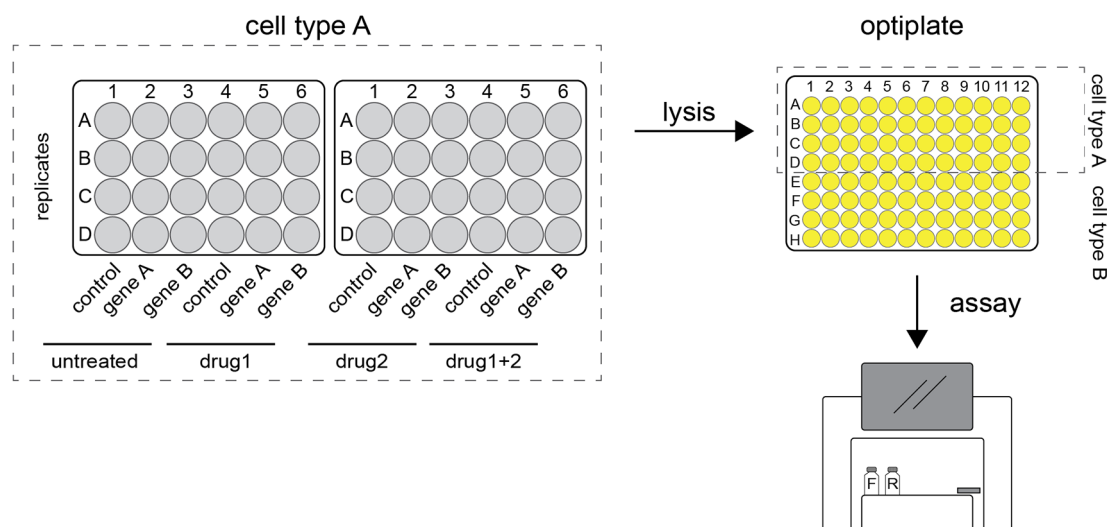 cell type A
optiplate
1 2 3 4 5 6
1 2 3 4 5 6
A
B
C
D
A
B
C
D
replicates
control
gene A
gene B
control
gene A
gene B
control
gene A
gene B
control
gene A
gene B
untreated
drug1
drug2
drug1+2
lysis
1 2 3 4 5 6 7 8 9 10 11 12
A
B
C
D
E
F
G
H
cell type A
cell type B
assay
F R